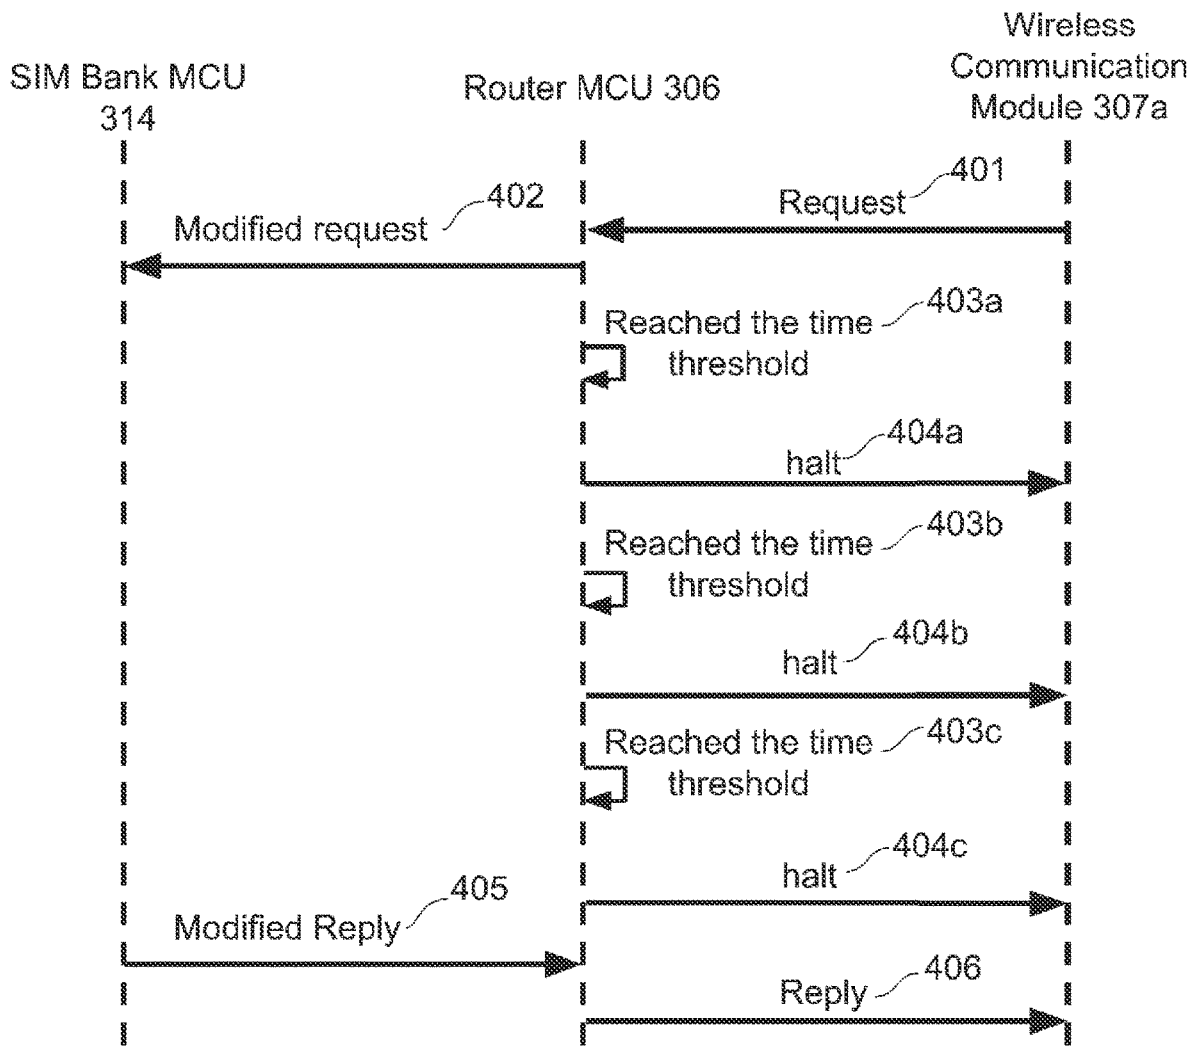 Wireless
Communication
Module 307a
SIM Bank MCU
314
Router MCU 306
401
Request
402
Modified request
403a
Reached the time
threshold
404a
halt
403b
Reached the time
threshold
404b
halt
403c
Reached the time
threshold
404c
halt
405
Modified Reply
406
Reply